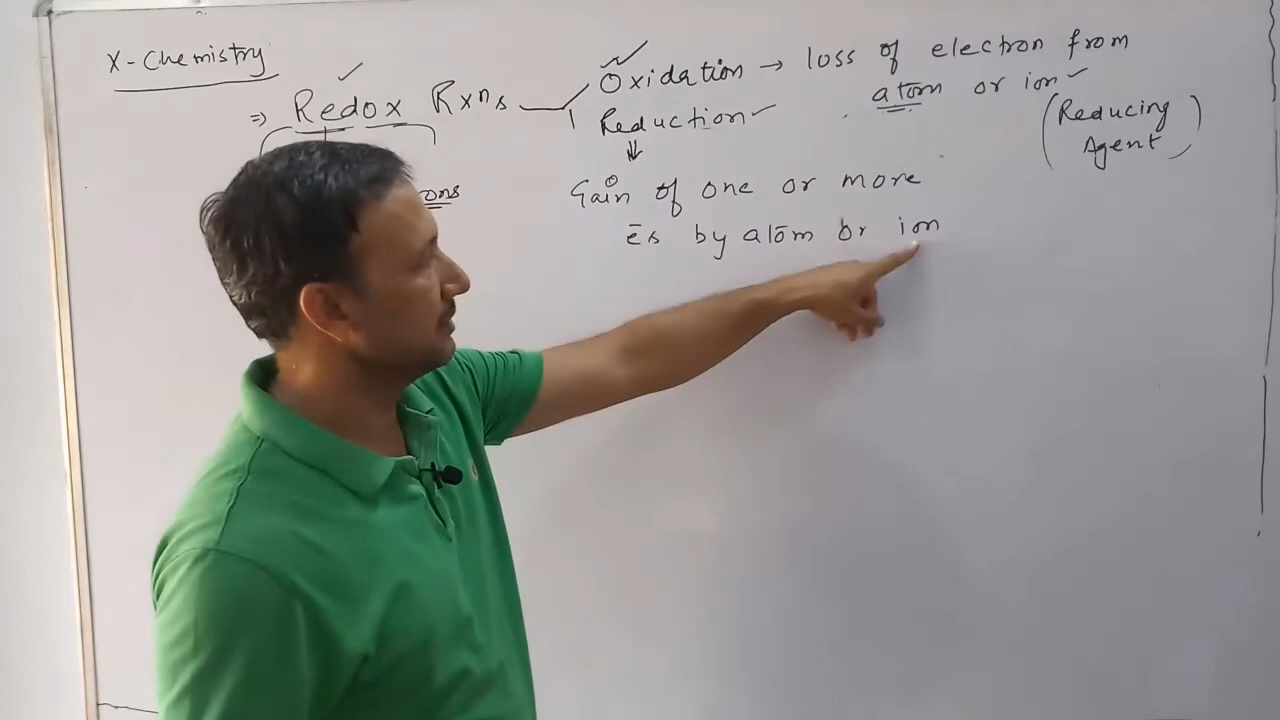 X-Chemistry
⇒ Redox Rxns
Oxidation → loss of electron from
atom or ion
(Reducing
Agent)
Reduction
⇓
Gain of one or more
ēs by atom or ion
ons